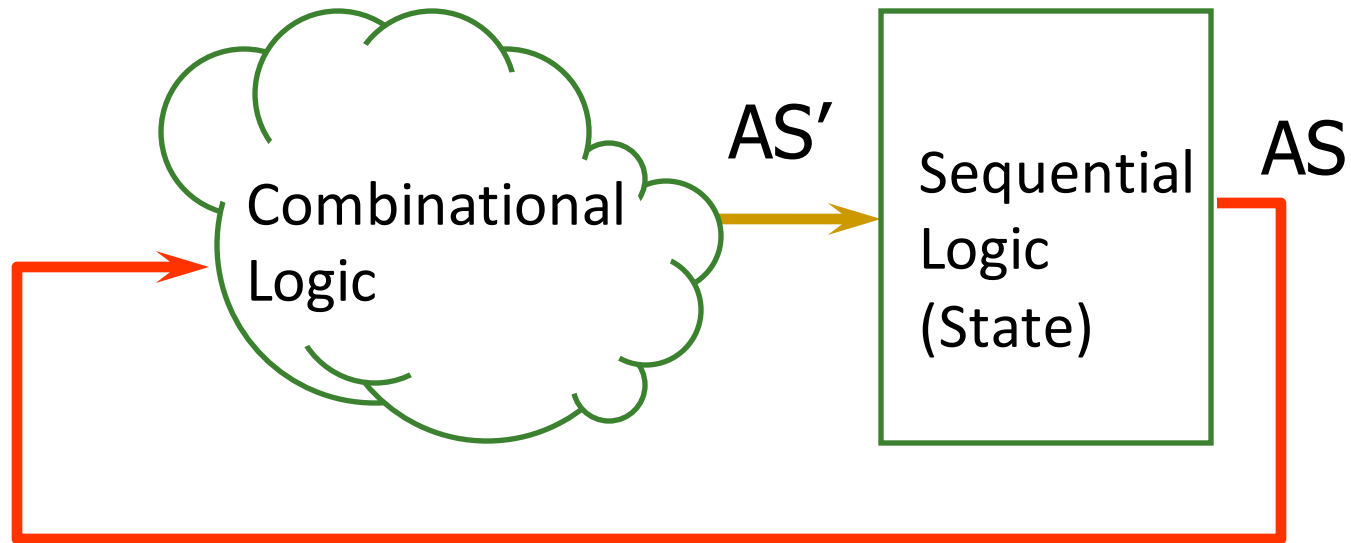 Combinational
Logic
AS′
Sequential
Logic
(State)
AS